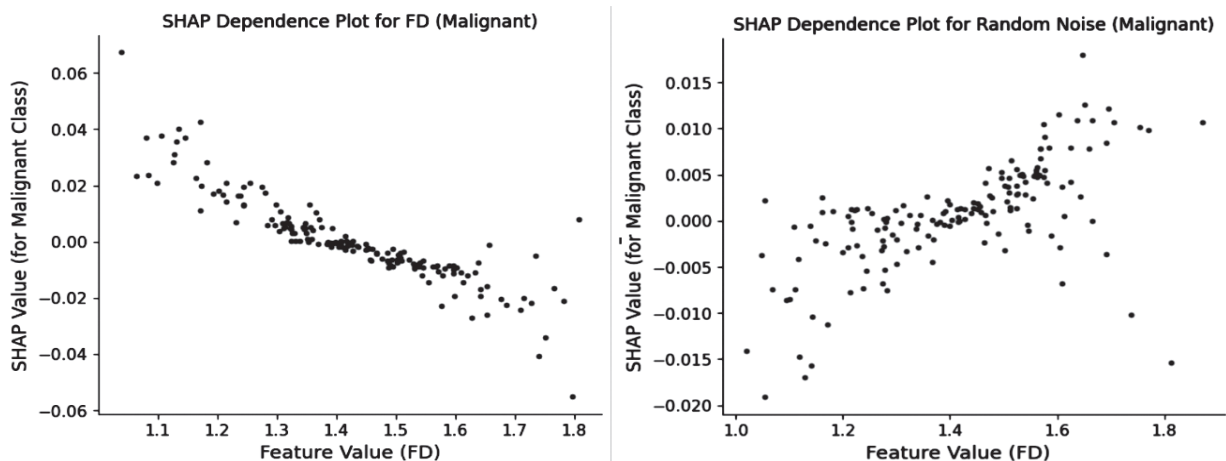 SHAP Dependence Plot for FD (Malignant)
SHAP Value (for Malignant Class)
0.06
0.04
0.02
0.00
−0.02
−0.04
−0.06
1.1 1.2 1.3 1.4 1.5 1.6 1.7 1.8
Feature Value (FD)
SHAP Dependence Plot for Random Noise (Malignant)
SHAP Value (for Malignant Class)
0.015
0.010
0.005
0.000
−0.005
−0.010
−0.015
−0.020
1.0 1.2 1.4 1.6 1.8
Feature Value (FD)